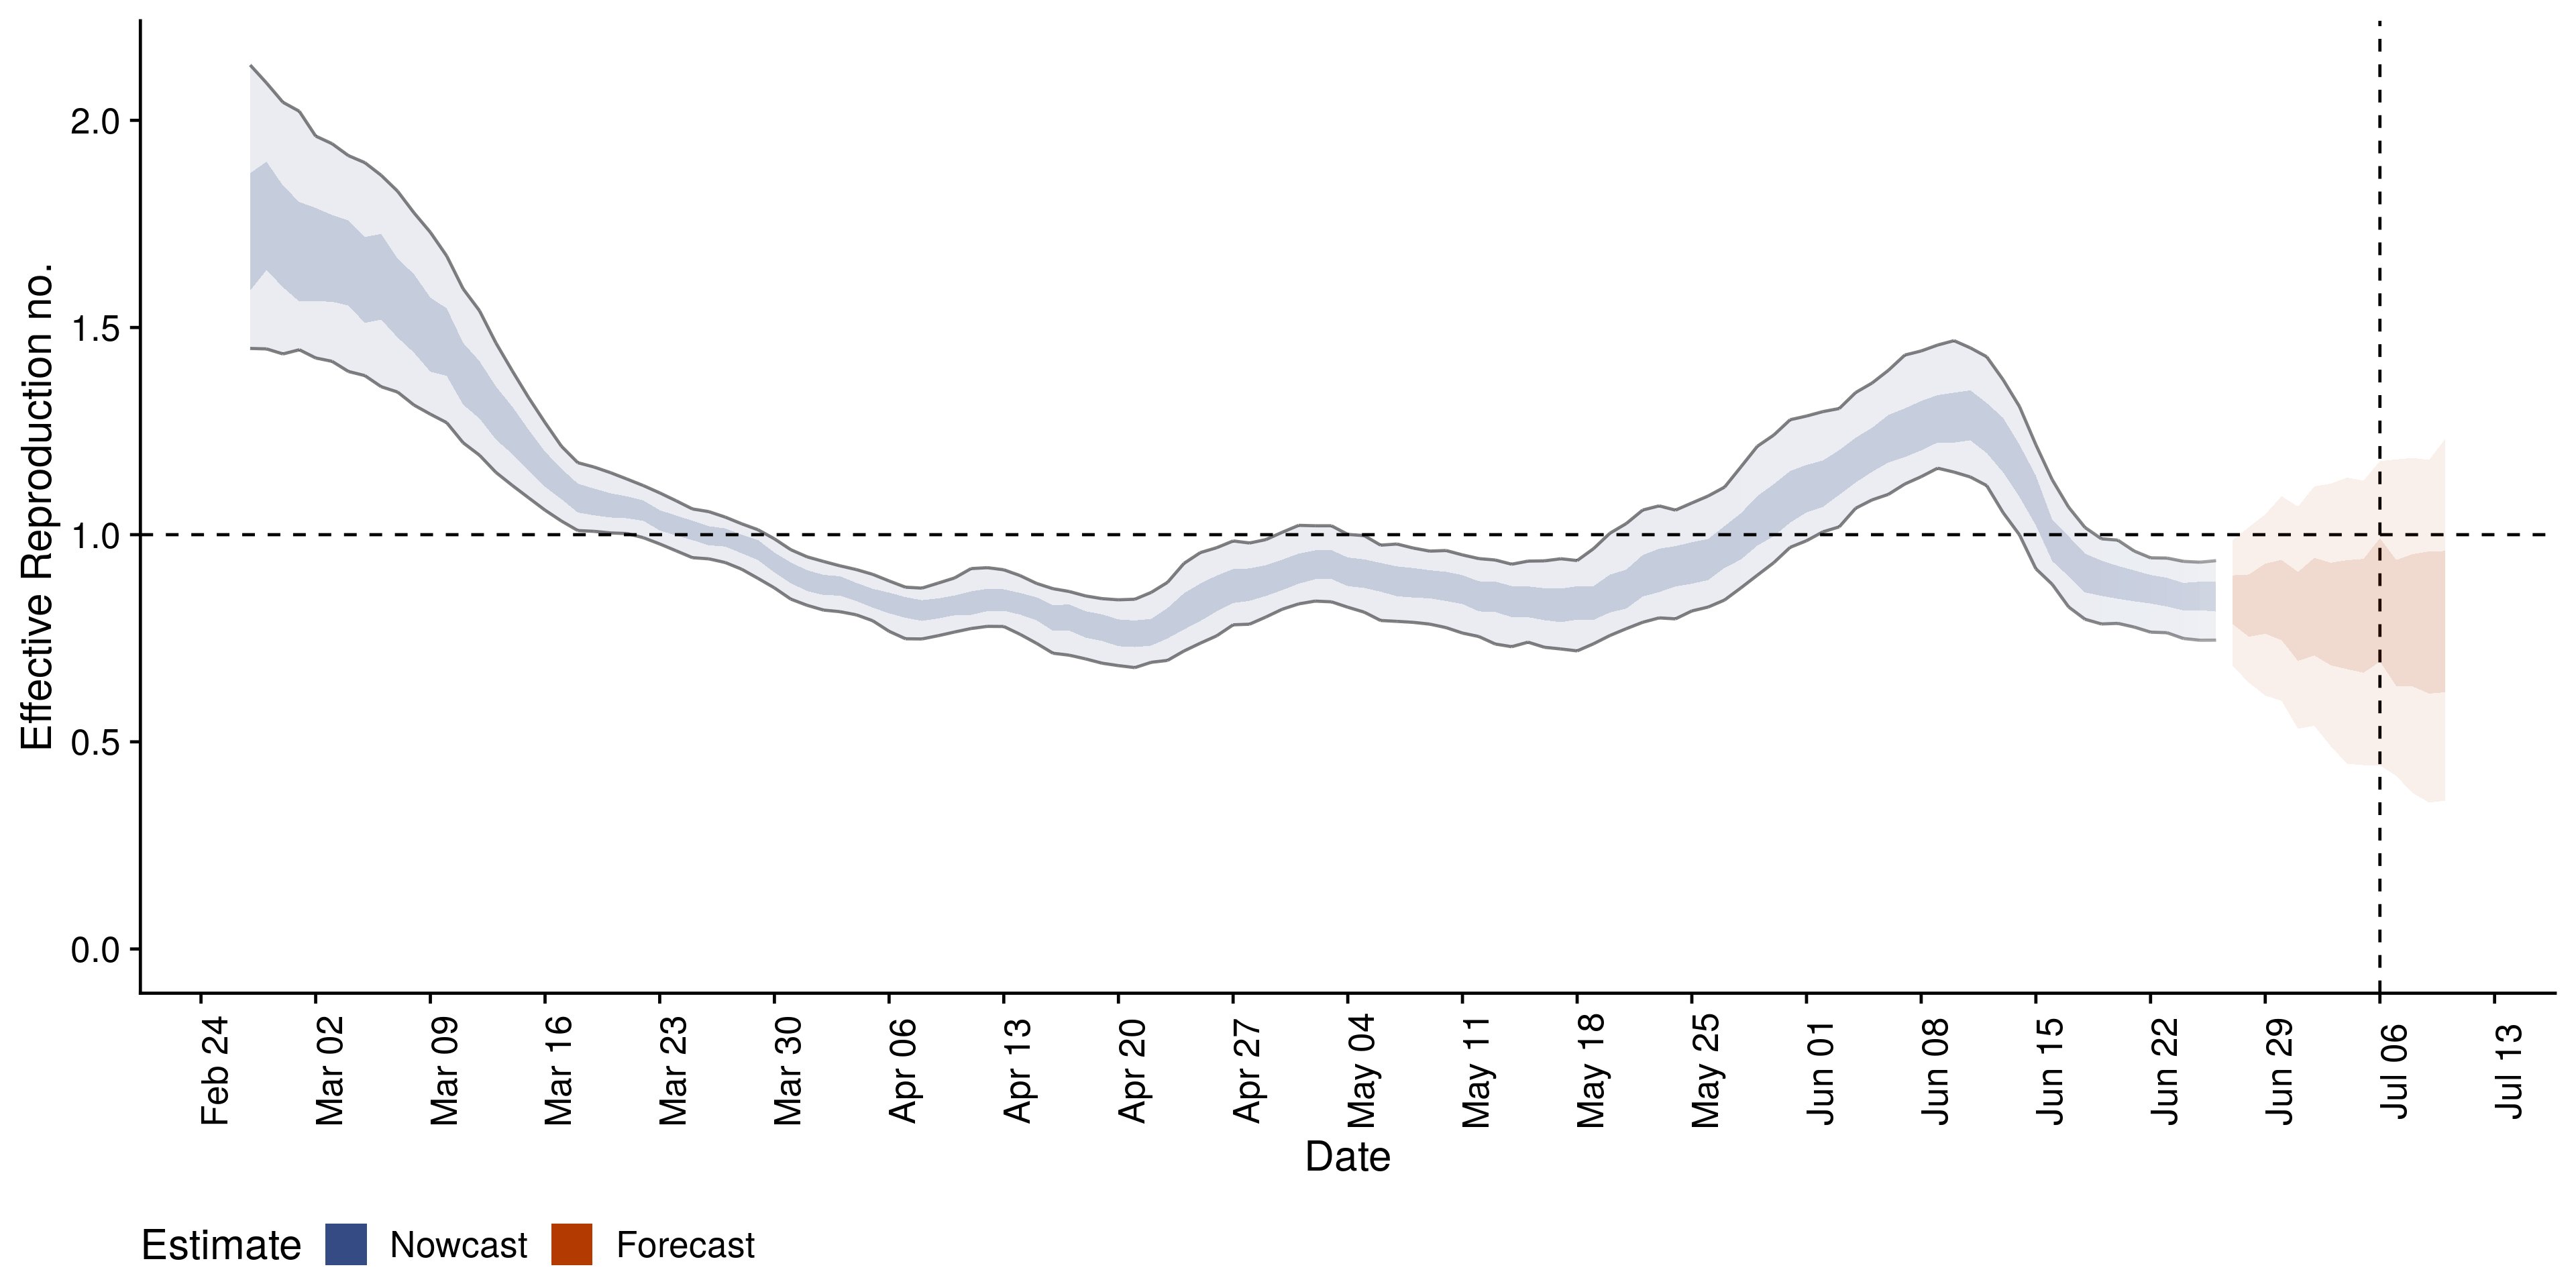 Effective Reproduction no.
2.0
1.5
1.0
0.5
0.0
Feb 24
Mar 02
Mar 09
Mar 16
Mar 23
Mar 30
Apr 06
Apr 13
Apr 20
Apr 27
May 04
May 11
May 18
May 25
Jun 01
Jun 08
Jun 15
Jun 22
Jun 29
Jul 06
Jul 13
Date
Estimate Nowcast Forecast